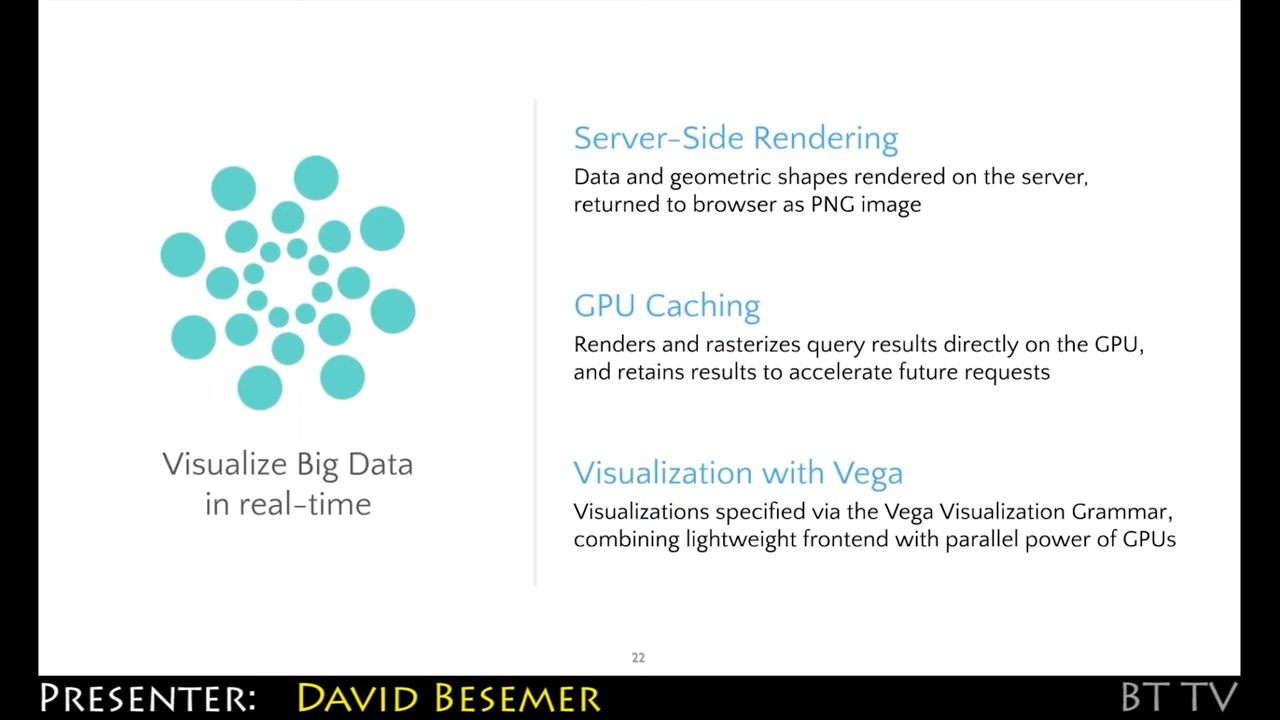 Visualize Big Data
in real-time
Server-Side Rendering
Data and geometric shapes rendered on the server,
returned to browser as PNG image
GPU Caching
Renders and rasterizes query results directly on the GPU,
and retains results to accelerate future requests
Visualization with Vega
Visualizations specified via the Vega Visualization Grammar,
combining lightweight frontend with parallel power of GPUs
22
PRESENTER: DAVID BESEMER
BT TV